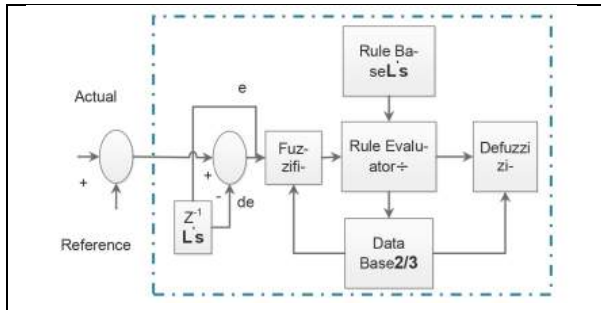 Rule Ba-
seL's
Actual
e
+
Fuz-
zifi-
Rule Evalu-
ator÷
Defuzzi
zi-
+
-
de
Z⁻¹
L's
Reference
Data
Base2/3